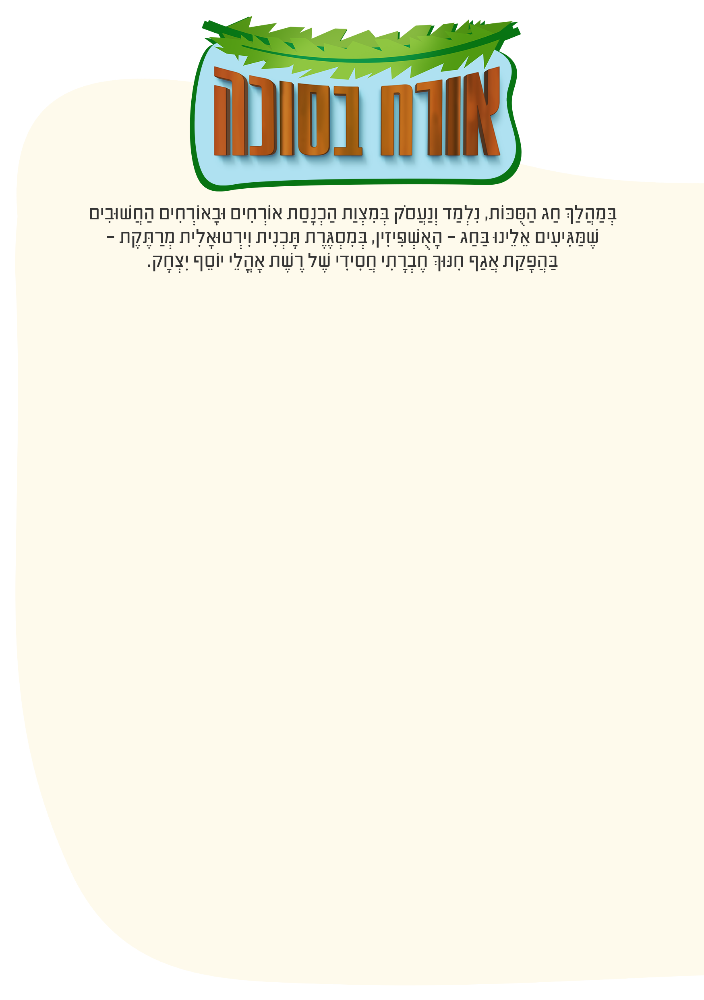 אורח בסוכה
בְּמַהֲלַךְ חַג הַסֻּכּוֹת, נִלְמַד וְנַעֲסֹק בְּמִצְוַת הַכְנָסַת אוֹרְחִים וּבָאוֹרְחִים הַחֲשׁוּבִים
שֶׁמַּגִּיעִים אֵלֵינוּ בַּחַג – הָאֻשְׁפִּיזִין, בְּמִסְגֶּרֶת תָּכְנִית וִירְטוּאָלִית מְרַתֶּקֶת –
בַּהֲפָקַת אֲגַף חִנּוּךְ חֶבְרָתִי חֲסִידִי שֶׁל רֶשֶׁת אָהֳלֵי יוֹסֵף יִצְחָק.